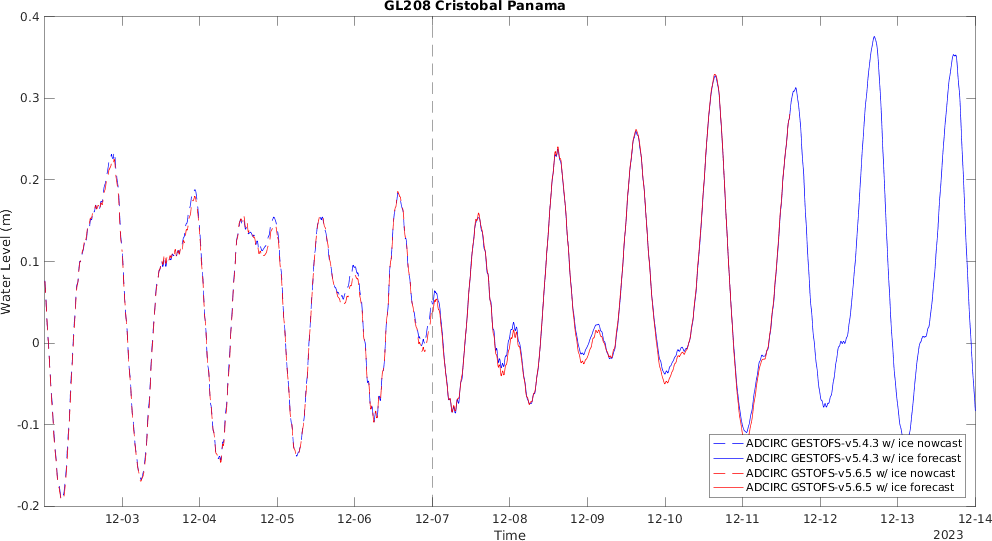 GL208 Cristobal Panama
0.4
0.3
0.2
0.1
0
-0.1
-0.2
Water Level (m)
ADCIRC GESTOFS-v5.4.3 w/ ice nowcast
ADCIRC GESTOFS-v5.4.3 w/ ice forecast
ADCIRC GSTOFS-v5.6.5 w/ ice nowcast
ADCIRC GSTOFS-v5.6.5 w/ ice forecast
12-03 12-04 12-05 12-06 12-07 12-08 12-09 12-10 12-11 12-12 12-13 12-14
Time
2023